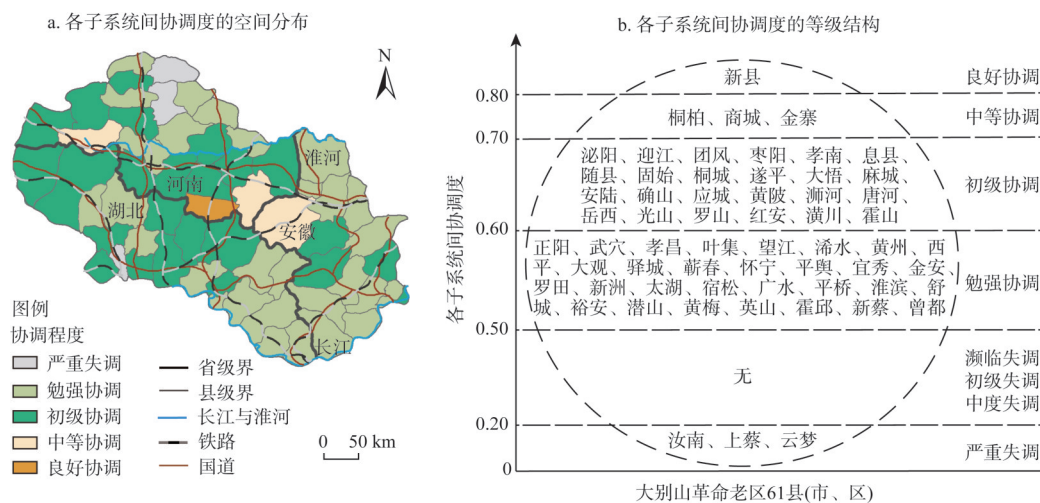 a. 各子系统间协调度的空间分布
N
淮河
河南
湖北
安徽
长江
图例
协调程度
严重失调
勉强协调
初级协调
中等协调
良好协调
省级界
县级界
长江与淮河
铁路
国道
0 50 km
b. 各子系统间协调度的等级结构
各子系统间协调度
0.80
0.70
0.60
0.50
0.20
0
新县
良好协调
桐柏、商城、金寨
中等协调
泌阳、迎江、团风、枣阳、孝南、息县、
随县、固始、桐城、遂平、大悟、麻城、
安陆、确山、应城、黄陂、浉河、唐河、
岳西、光山、罗山、红安、潢川、霍山
初级协调
正阳、武穴、孝昌、叶集、望江、浠水、黄州、西
平、大观、驿城、蕲春、怀宁、平舆、宜秀、金安、
罗田、新洲、太湖、宿松、广水、平桥、淮滨、舒
城、裕安、潜山、黄梅、英山、霍邱、新蔡、曾都
勉强协调
无
濒临失调
初级失调
中度失调
汝南、上蔡、云梦
严重失调
大别山革命老区61县(市、区)